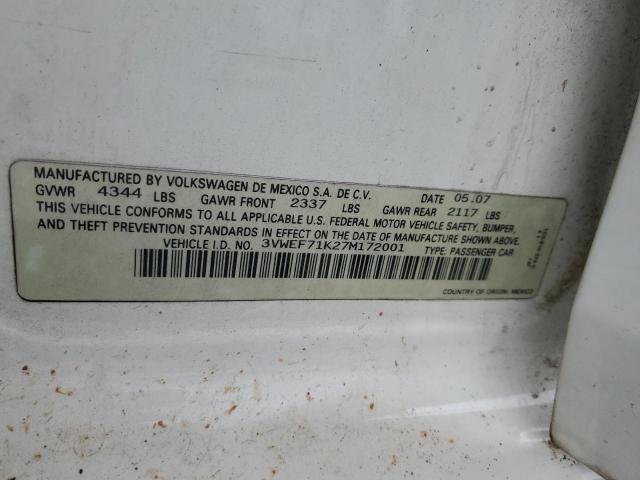 MANUFACTURED BY VOLKSWAGEN DE MEXICO S.A. DE C.V. DATE 05.07
GVWR 4344 LBS GAWR FRONT 2337 LBS GAWR REAR 2117 LBS
THIS VEHICLE CONFORMS TO ALL APPLICABLE U.S. FEDERAL MOTOR VEHICLE SAFETY, BUMPER,
AND THEFT PREVENTION STANDARDS IN EFFECT ON THE DATE OF MANUFACTURE SHOWN ABOVE.
VEHICLE I.D. NO. 3VWEF71K27M172001 TYPE: PASSENGER CAR
COUNTRY OF ORIGIN: MEXICO